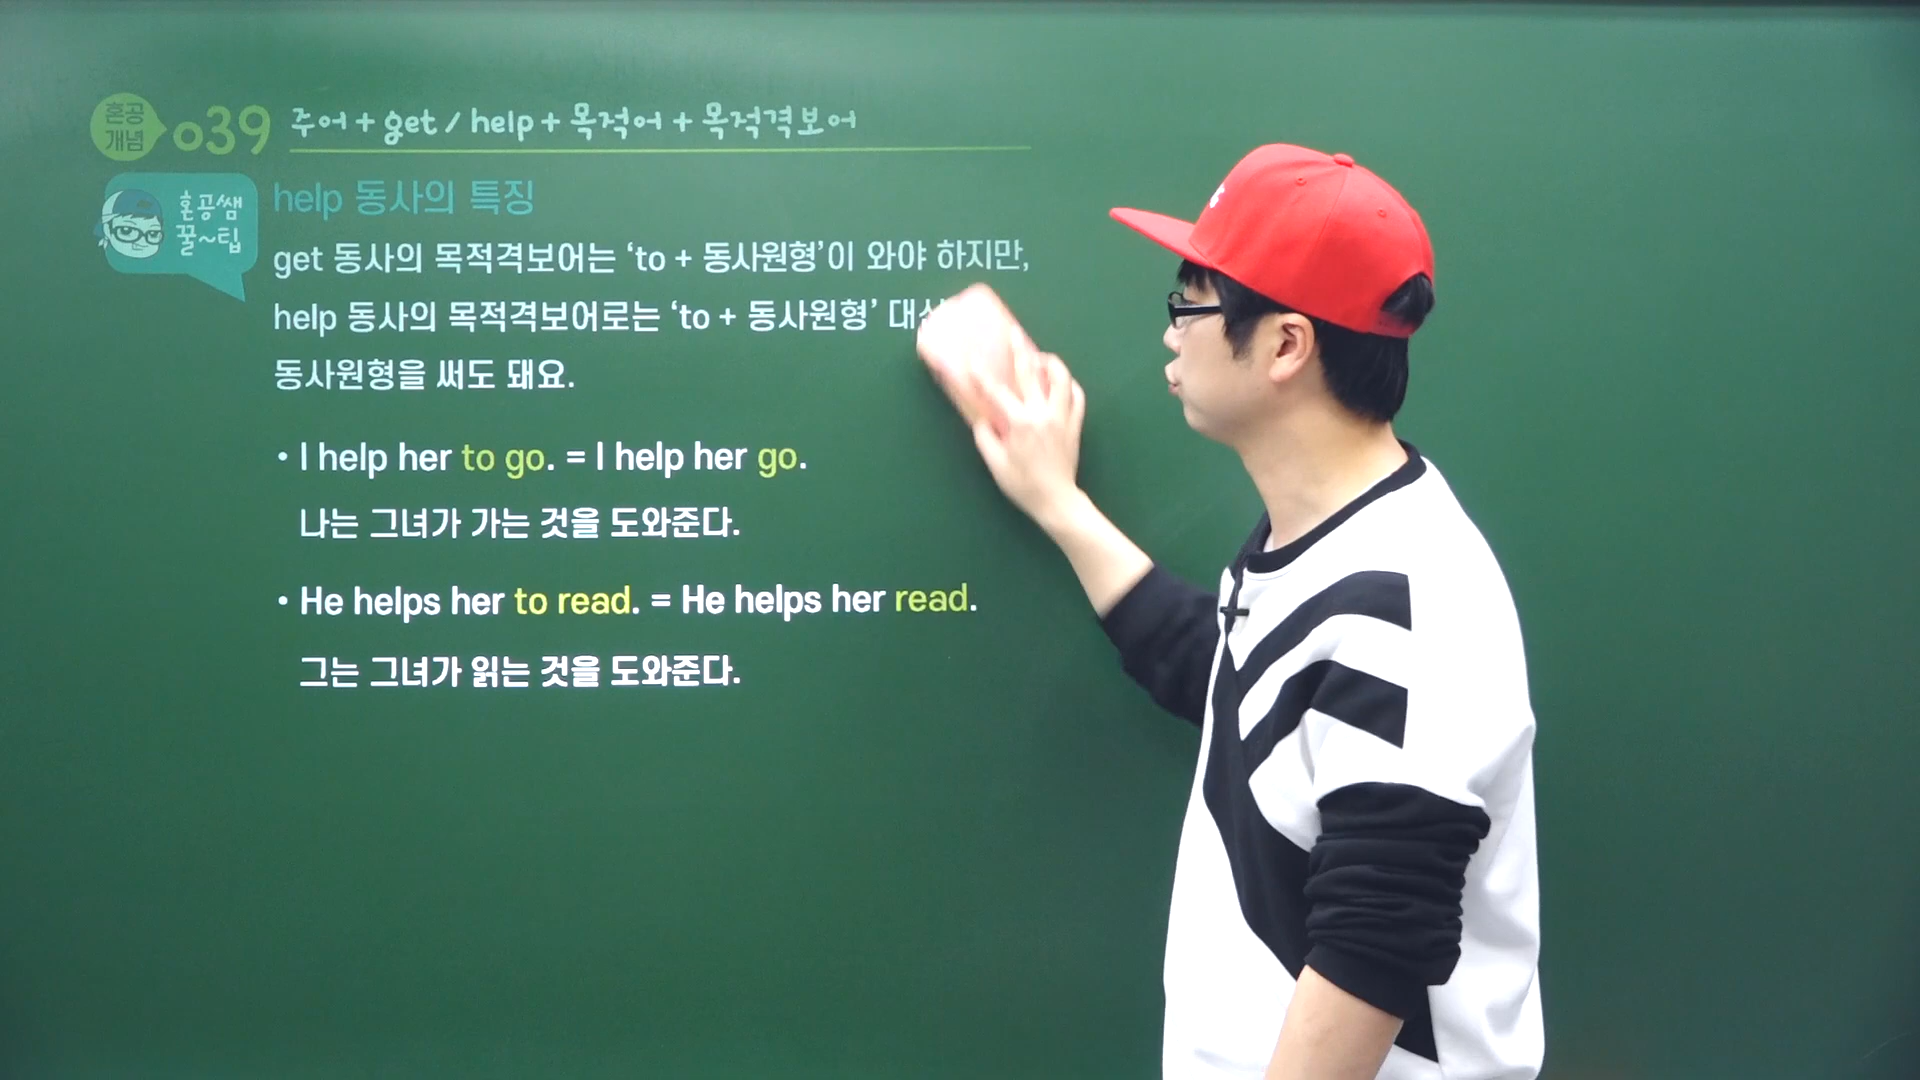 혼공
개념
039 주어 + get / help + 목적어 + 목적격보어
혼공쌤
꿀~팁
help 동사의 특징
get 동사의 목적격보어는 ‘to + 동사원형’이 와야 하지만,
help 동사의 목적격보어로는 ‘to + 동사원형’
동사원형을 써도 돼요.
• I help her to go. = I help her go.
나는 그녀가 가는 것을 도와준다.
• He helps her to read. = He helps her read.
그는 그녀가 읽는 것을 도와준다.